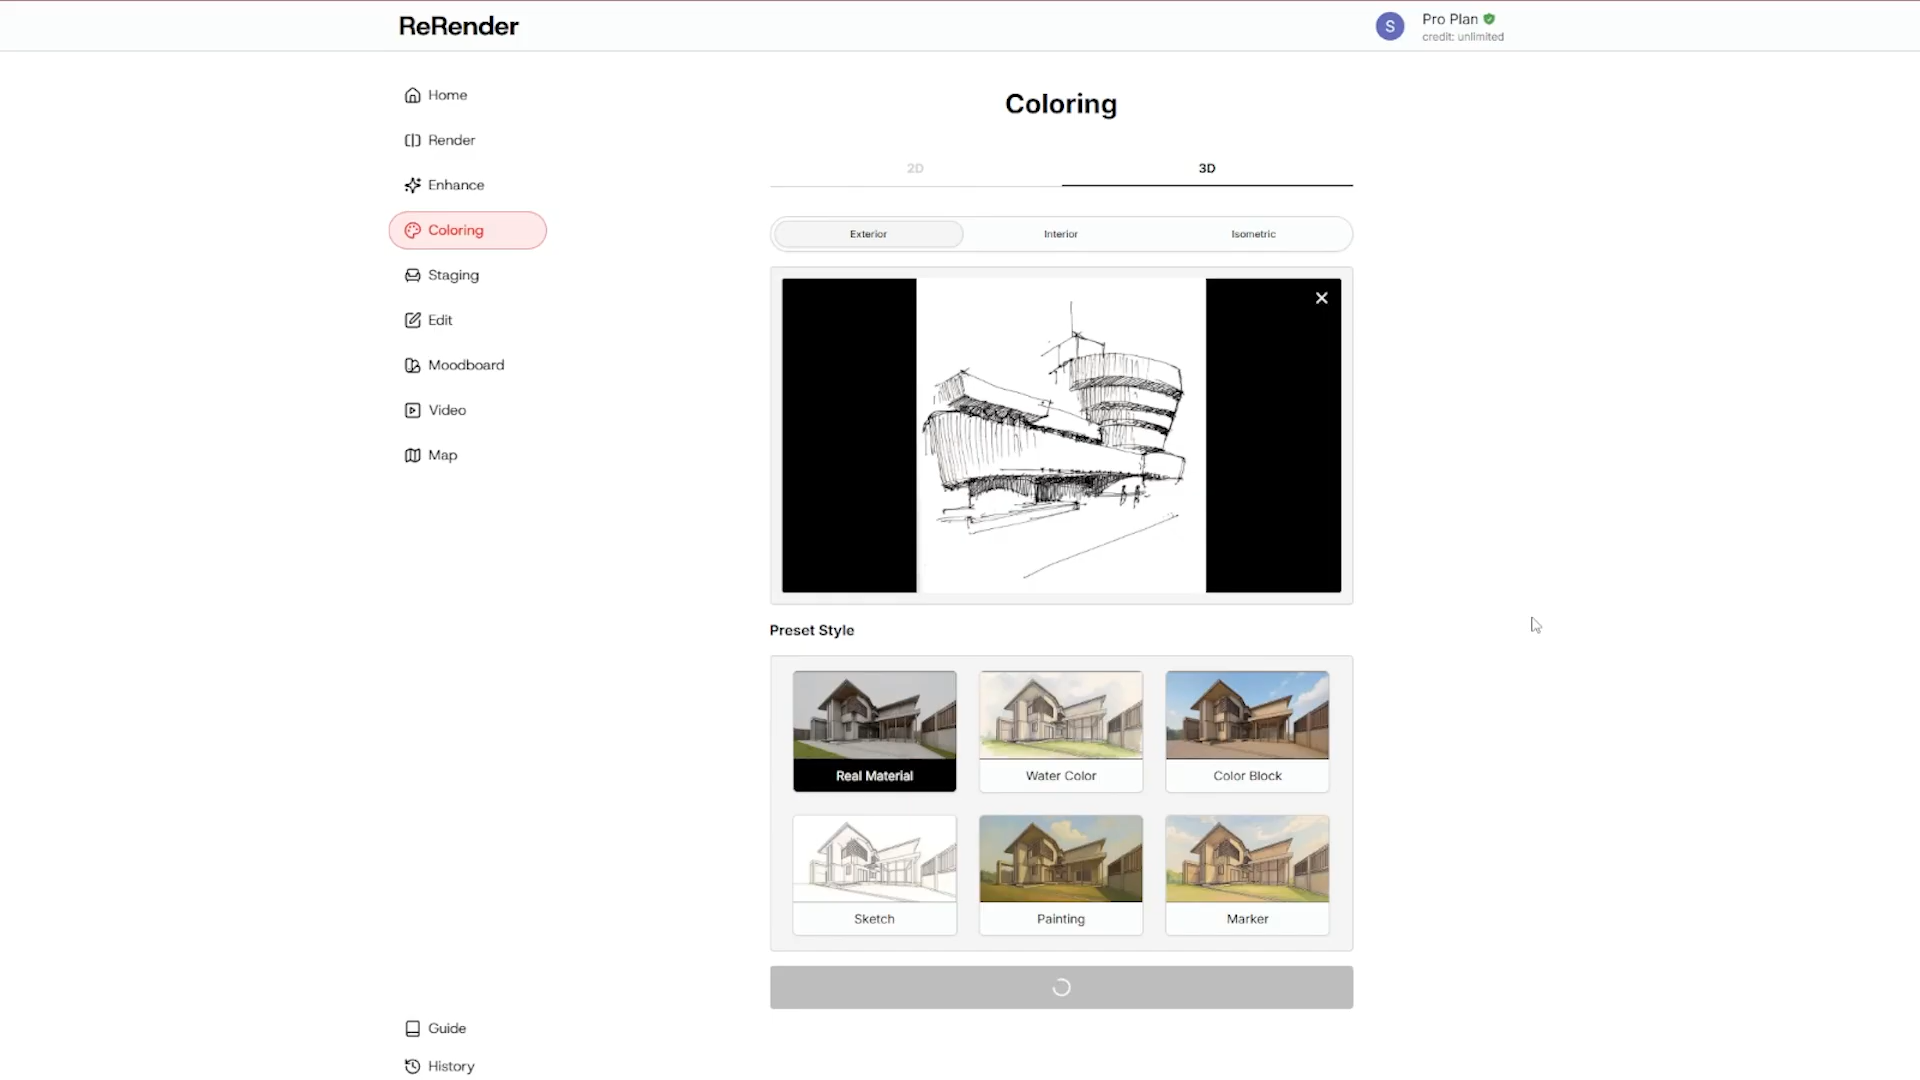 ReRender
S
Pro Plan
credit: unlimited
Home
Render
Enhance
Coloring
Staging
Edit
Moodboard
Video
Map
Guide
History
Coloring
2D
3D
Exterior
Interior
Isometric
Preset Style
Real Material
Water Color
Color Block
Sketch
Painting
Marker